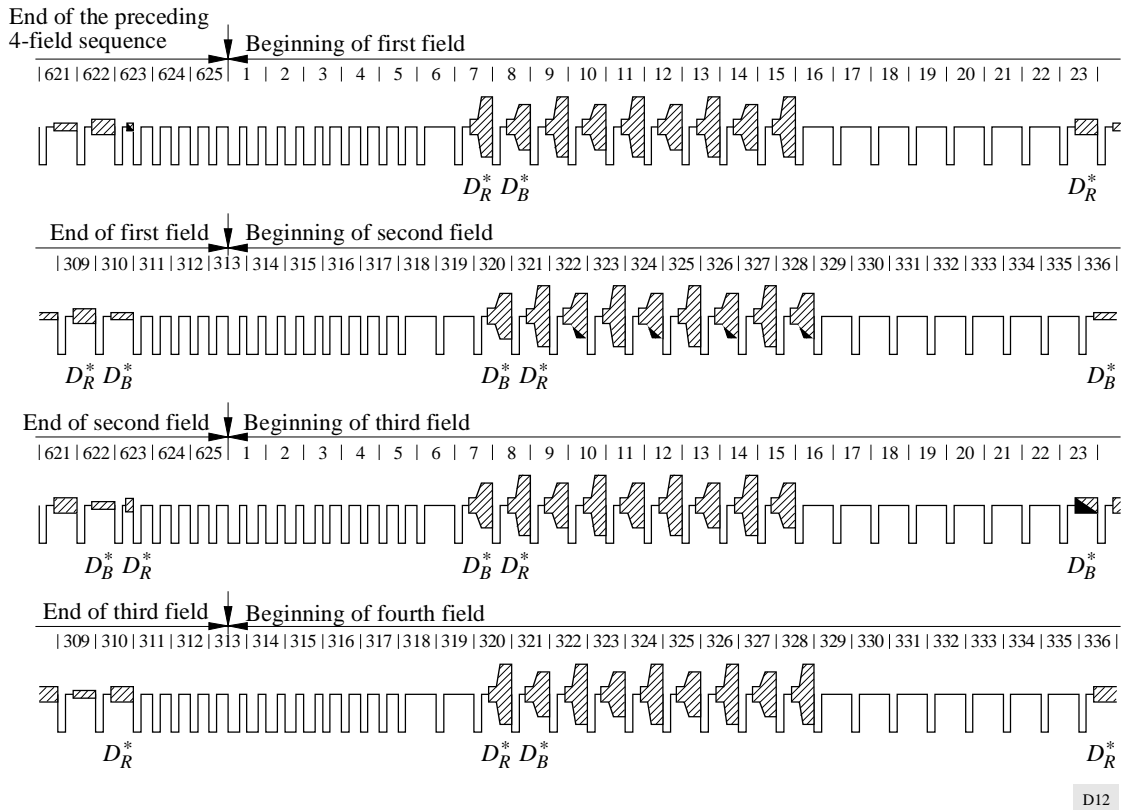 End of the preceding
4-field sequence
Beginning of first field
| 621 | 622 | 623 | 624 | 625 | 1 | 2 | 3 | 4 | 5 | 6 | 7 | 8 | 9 | 10 | 11 | 12 | 13 | 14 | 15 | 16 | 17 | 18 | 19 | 20 | 21 | 22 | 23 |
D*R D*B D*R
End of first field Beginning of second field
| 309 | 310 | 311 | 312 | 313 | 314 | 315 | 316 | 317 | 318 | 319 | 320 | 321 | 322 | 323 | 324 | 325 | 326 | 327 | 328 | 329 | 330 | 331 | 332 | 333 | 334 | 335 | 336
D*R D*B D*B D*R D*B
End of second field Beginning of third field
| 621 | 622 | 623 | 624 | 625 | 1 | 2 | 3 | 4 | 5 | 6 | 7 | 8 | 9 | 10 | 11 | 12 | 13 | 14 | 15 | 16 | 17 | 18 | 19 | 20 | 21 | 22 | 23 |
D*B D*R D*B D*R D*B
End of third field Beginning of fourth field
| 309 | 310 | 311 | 312 | 313 | 314 | 315 | 316 | 317 | 318 | 319 | 320 | 321 | 322 | 323 | 324 | 325 | 326 | 327 | 328 | 329 | 330 | 331 | 332 | 333 | 334 | 335 | 336
D*R D*R D*B D*R
D12